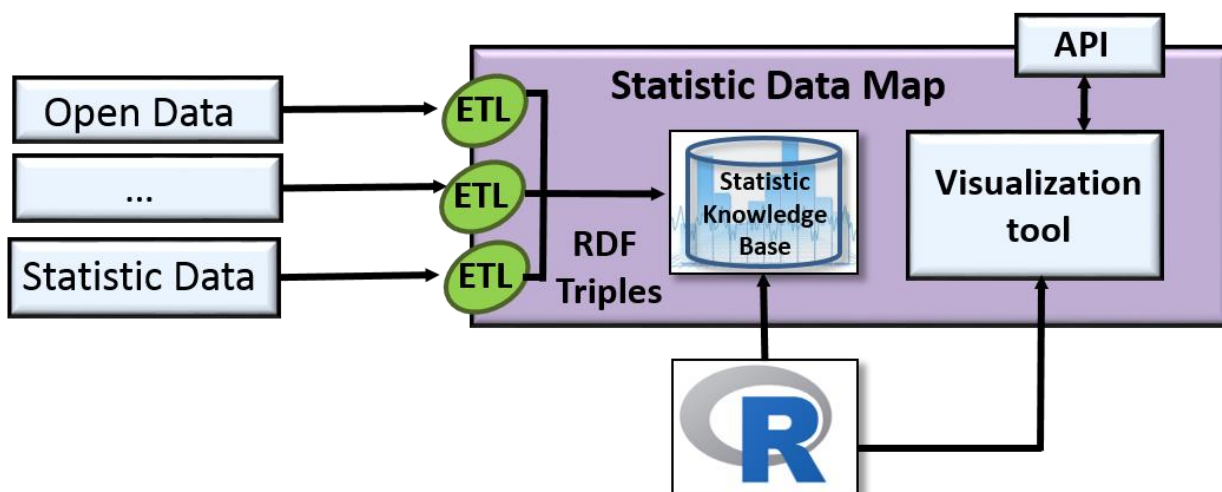 API
Statistic Data Map
Open Data
ETL
...
ETL
Statistic Data
ETL
RDF
Triples
Statistic
Knowledge
Base
Visualization
tool
R